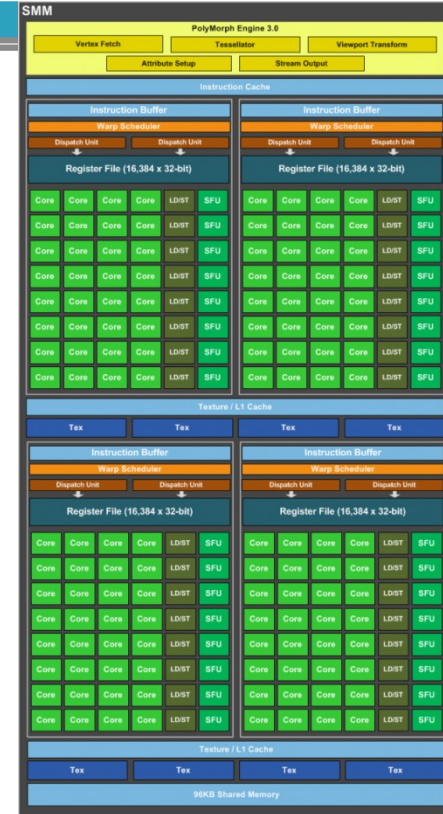 SMM
PolyMorph Engine 3.0
Vertex Fetch Tessellator Viewport Transform
Attribute Setup Stream Output
Instruction Cache
Instruction Buffer Instruction Buffer
Warp Scheduler Warp Scheduler
Dispatch Unit Dispatch Unit Dispatch Unit Dispatch Unit
Register File (16,384 x 32-bit) Register File (16,384 x 32-bit)
Core Core Core Core LD/ST SFU Core Core Core Core LD/ST SFU
Core Core Core Core LD/ST SFU Core Core Core Core LD/ST SFU
Core Core Core Core LD/ST SFU Core Core Core Core LD/ST SFU
Core Core Core Core LD/ST SFU Core Core Core Core LD/ST SFU
Core Core Core Core LD/ST SFU Core Core Core Core LD/ST SFU
Core Core Core Core LD/ST SFU Core Core Core Core LD/ST SFU
Core Core Core Core LD/ST SFU Core Core Core Core LD/ST SFU
Core Core Core Core LD/ST SFU Core Core Core Core LD/ST SFU
Texture / L1 Cache
Tex Tex Tex Tex
Instruction Buffer Instruction Buffer
Warp Scheduler Warp Scheduler
Dispatch Unit Dispatch Unit Dispatch Unit Dispatch Unit
Register File (16,384 x 32-bit) Register File (16,384 x 32-bit)
Core Core Core Core LD/ST SFU Core Core Core Core LD/ST SFU
Core Core Core Core LD/ST SFU Core Core Core Core LD/ST SFU
Core Core Core Core LD/ST SFU Core Core Core Core LD/ST SFU
Core Core Core Core LD/ST SFU Core Core Core Core LD/ST SFU
Core Core Core Core LD/ST SFU Core Core Core Core LD/ST SFU
Core Core Core Core LD/ST SFU Core Core Core Core LD/ST SFU
Core Core Core Core LD/ST SFU Core Core Core Core LD/ST SFU
Core Core Core Core LD/ST SFU Core Core Core Core LD/ST SFU
Texture / L1 Cache
Tex Tex Tex Tex
96KB Shared Memory